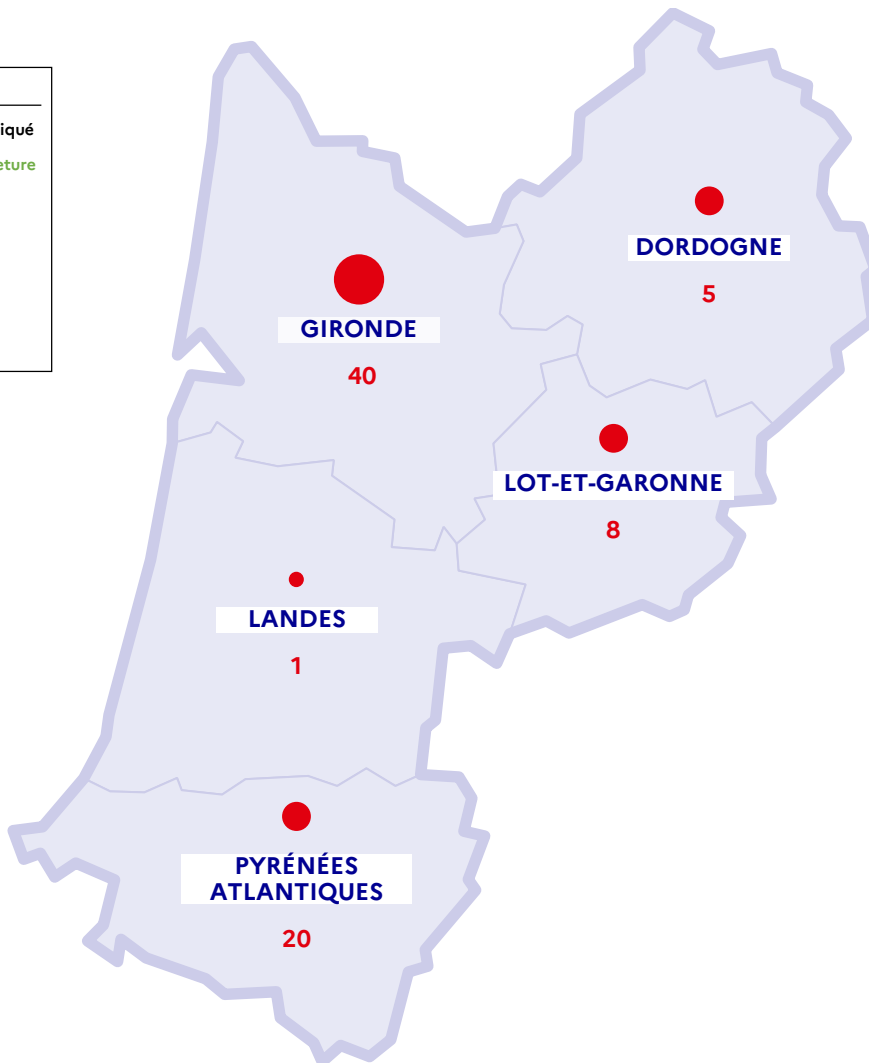 DORDOGNE
5
GIRONDE
40
LOT-ET-GARONNE
8
LANDES
1
PYRÉNÉES
ATLANTIQUES
20